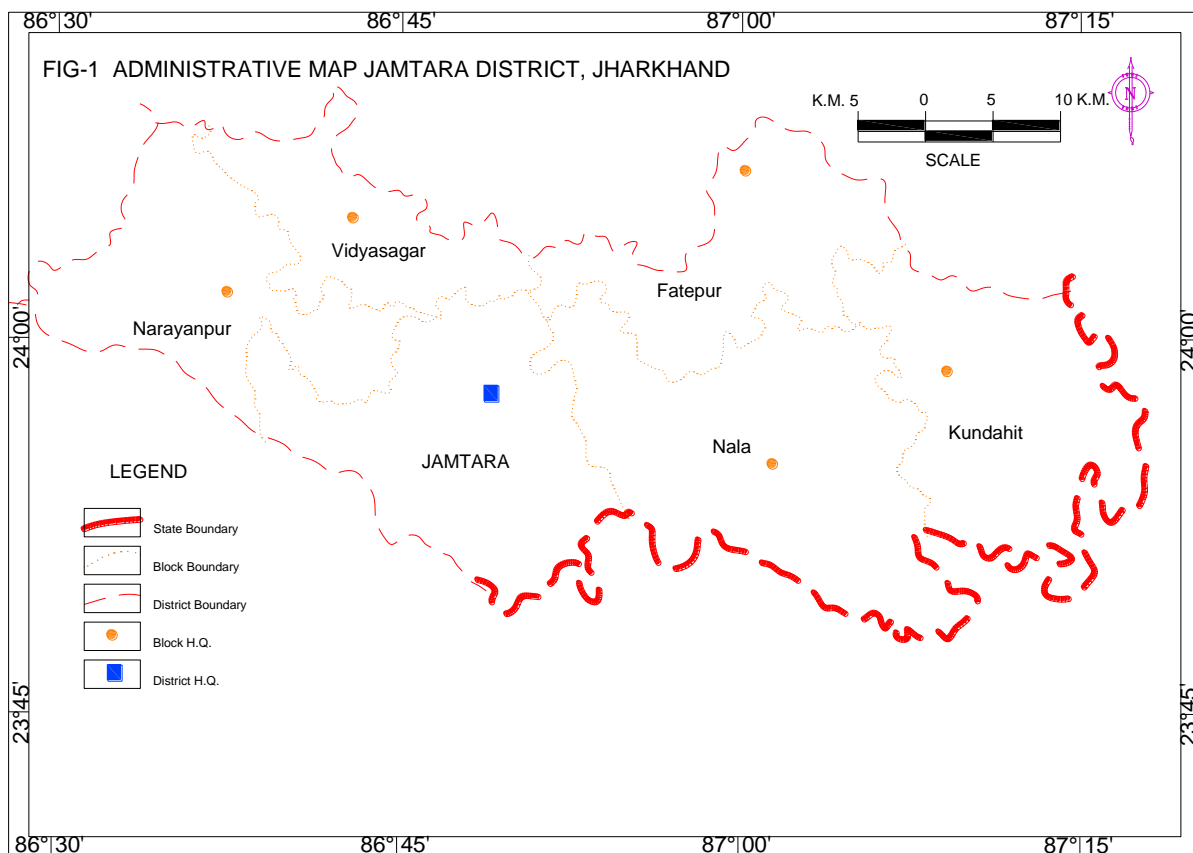 86°30' 86°45' 87°00' 87°15'
FIG-1 ADMINISTRATIVE MAP JAMTARA DISTRICT, JHARKHAND
K.M. 5 0 5 10 K.M.
SCALE
N
Vidyasagar
Fatepur
Narayanpur
24°00' 24°00'
Kundahit
Nala
JAMTARA
LEGEND
State Boundary
Block Boundary
District Boundary
Block H.Q.
District H.Q.
23°45' 23°45'
86°30' 86°45' 87°00' 87°15'